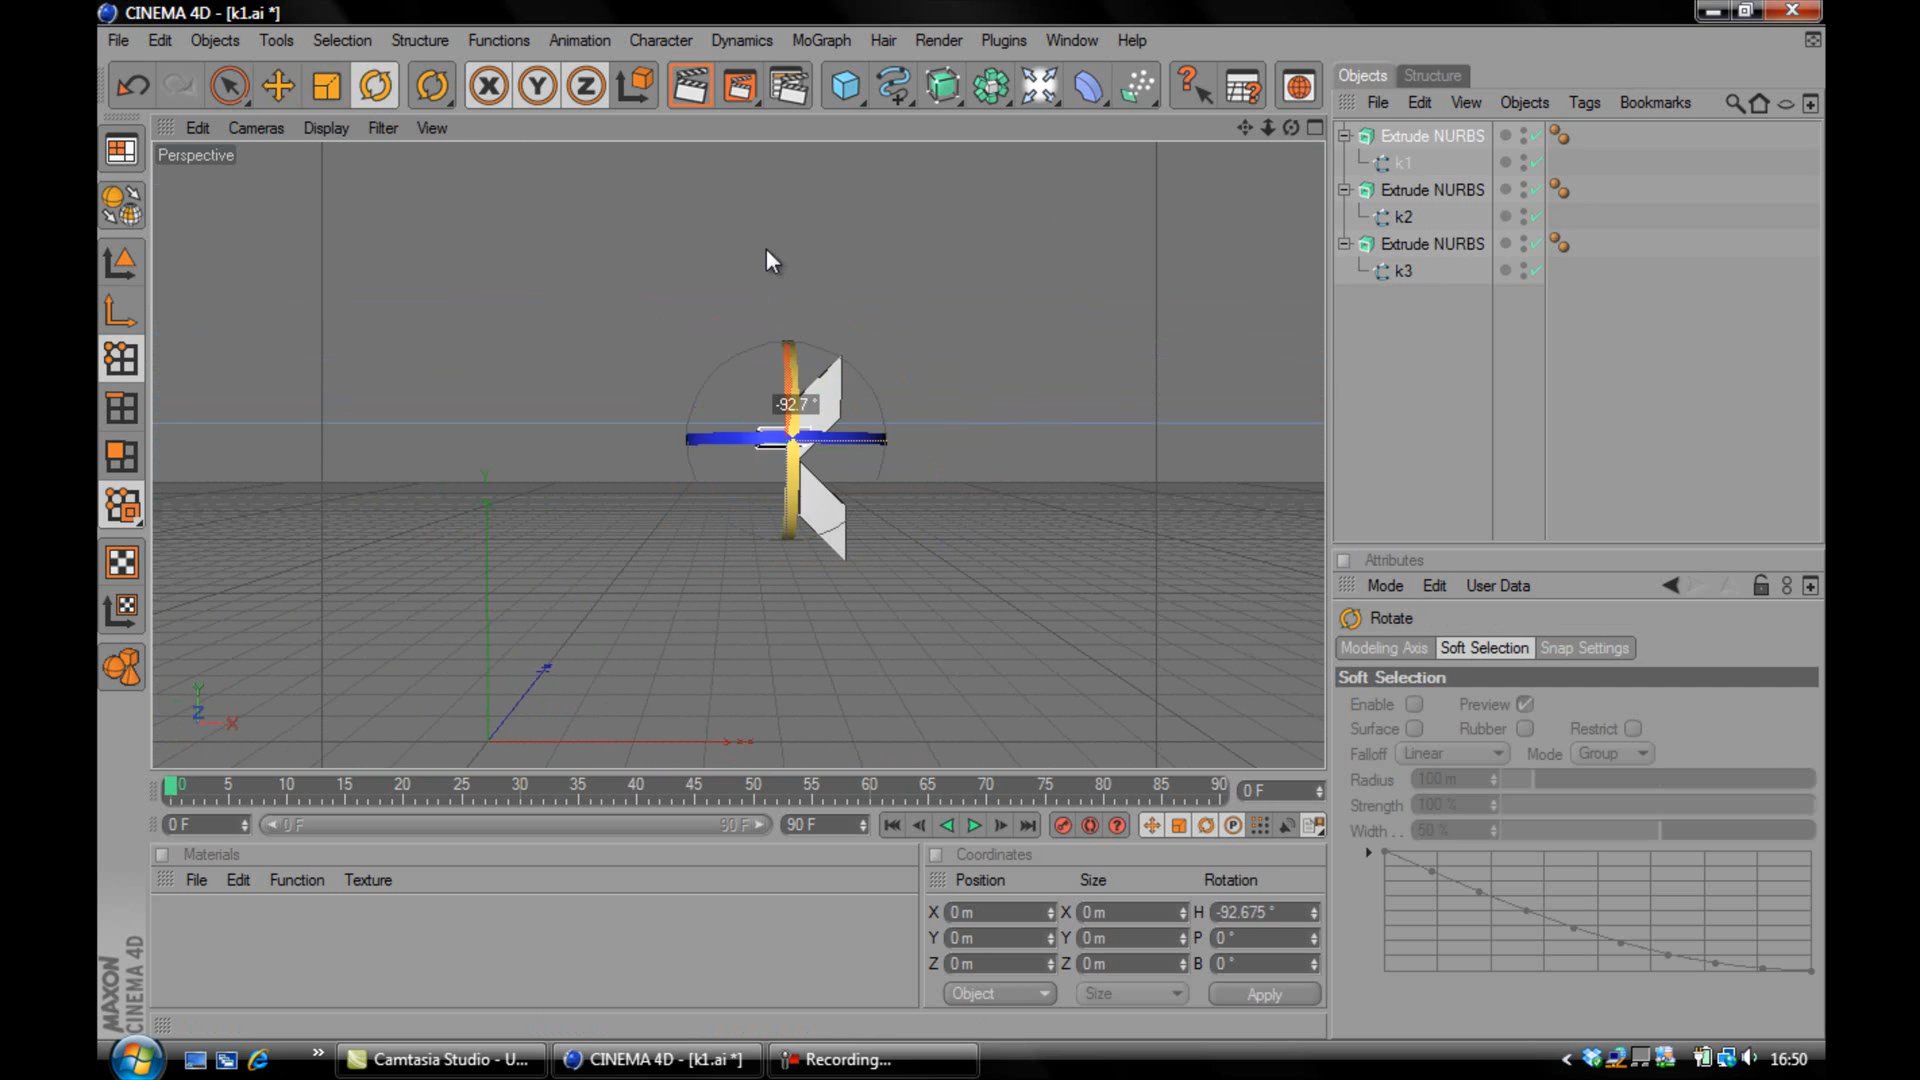 CINEMA 4D - [k1.ai *]
File Edit Objects Tools Selection Structure Functions Animation Character Dynamics MoGraph Hair Render Plugins Window Help
X Y Z
Edit Cameras Display Filter View
Perspective
-92.7 °
Y
Y Z X
Objects Structure
File Edit View Objects Tags Bookmarks
Extrude NURBS
k1
Extrude NURBS
k2
Extrude NURBS
k3
Attributes
Mode Edit User Data
Rotate
Modeling Axis Soft Selection Snap Settings
Soft Selection
Enable Preview
Surface Rubber Restrict
Falloff Linear Mode Group
Radius 100 m
Strength 100 %
Width . . 50 %
0 5 10 15 20 25 30 35 40 45 50 55 60 65 70 75 80 85 90 0 F
0 F 0 F 90 F 90 F
Materials
File Edit Function Texture
Coordinates
Position Size Rotation
X 0 m X 0 m H -92.675 °
Y 0 m Y 0 m P 0 °
Z 0 m Z 0 m B 0 °
Object Size Apply
MAXON
CINEMA 4D
Camtasia Studio - U... CINEMA 4D - [k1.ai *] Recording... 16:50